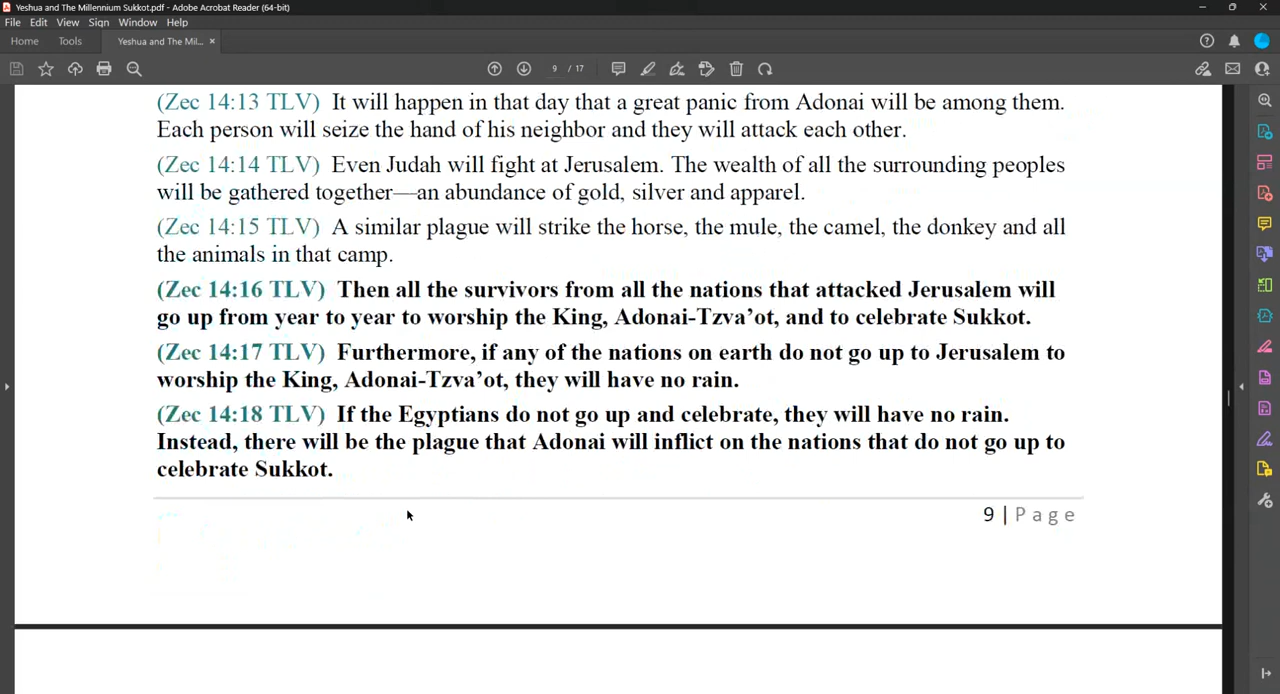 Yeshua and The Millennium Sukkot.pdf - Adobe Acrobat Reader (64-bit)
File Edit View Sign Window Help
Home Tools Yeshua and The Mil... ×
9 / 17
(Zec 14:13 TLV) It will happen in that day that a great panic from Adonai will be among them.
Each person will seize the hand of his neighbor and they will attack each other.
(Zec 14:14 TLV) Even Judah will fight at Jerusalem. The wealth of all the surrounding peoples
will be gathered together—an abundance of gold, silver and apparel.
(Zec 14:15 TLV) A similar plague will strike the horse, the mule, the camel, the donkey and all
the animals in that camp.
(Zec 14:16 TLV) Then all the survivors from all the nations that attacked Jerusalem will
go up from year to year to worship the King, Adonai-Tzva’ot, and to celebrate Sukkot.
(Zec 14:17 TLV) Furthermore, if any of the nations on earth do not go up to Jerusalem to
worship the King, Adonai-Tzva’ot, they will have no rain.
(Zec 14:18 TLV) If the Egyptians do not go up and celebrate, they will have no rain.
Instead, there will be the plague that Adonai will inflict on the nations that do not go up to
celebrate Sukkot.
9 | Page